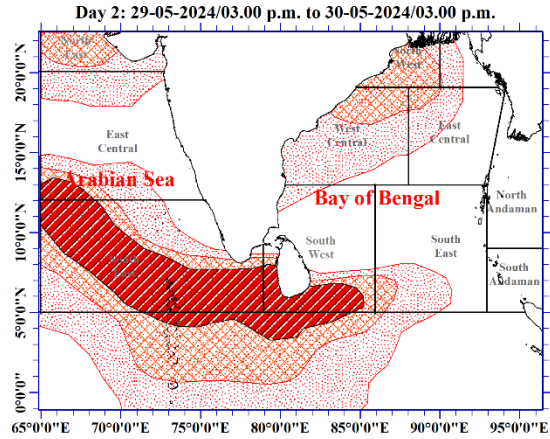 Day 2: 29-05-2024/03.00 p.m. to 30-05-2024/03.00 p.m.
North
East
North
West
20°0'0"N
East
Central
West
Central
East
Central
15°0'0"N
Arabian Sea
Bay of Bengal
North
Andaman
10°0'0"N
South
West
South
East
South
Andaman
5°0'0"N
0°0'0"
65°0'0"E 70°0'0"E 75°0'0"E 80°0'0"E 85°0'0"E 90°0'0"E 95°0'0"E